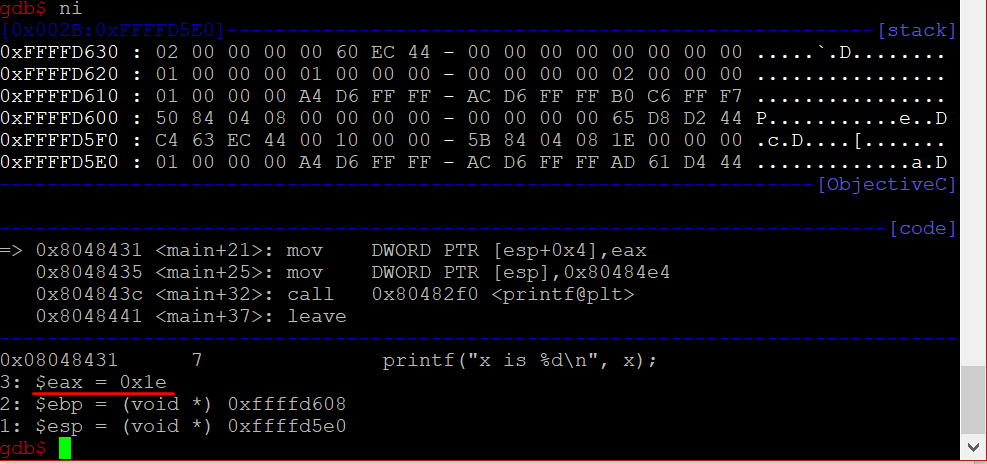 gdb$ ni
[0x002B:0xFFFFD5E0]------------------------------------------------------[stack]
0xFFFFD630 : 02 00 00 00 00 60 EC 44 - 00 00 00 00 00 00 00 00 .....`.D........
0xFFFFD620 : 01 00 00 00 01 00 00 00 - 00 00 00 00 02 00 00 00 ................
0xFFFFD610 : 01 00 00 00 A4 D6 FF FF - AC D6 FF FF B0 C6 FF F7 ................
0xFFFFD600 : 50 84 04 08 00 00 00 00 - 00 00 00 00 65 D8 D2 44 P...........e..D
0xFFFFD5F0 : C4 63 EC 44 00 10 00 00 - 5B 84 04 08 1E 00 00 00 .c.D....[.......
0xFFFFD5E0 : 01 00 00 00 A4 D6 FF FF - AC D6 FF FF AD 61 D4 44 .............a.D
--------------------------------------------------------------------[ObjectiveC]
--------------------------------------------------------------------------[code]
=> 0x8048431 <main+21>: mov    DWORD PTR [esp+0x4],eax
   0x8048435 <main+25>: mov    DWORD PTR [esp],0x80484e4
   0x804843c <main+32>: call   0x80482f0 <printf@plt>
   0x8048441 <main+37>: leave
--------------------------------------------------------------------------------
0x08048431      7               printf("x is %d\n", x);
3: $eax = 0x1e
2: $ebp = (void *) 0xffffd608
1: $esp = (void *) 0xffffd5e0
gdb$